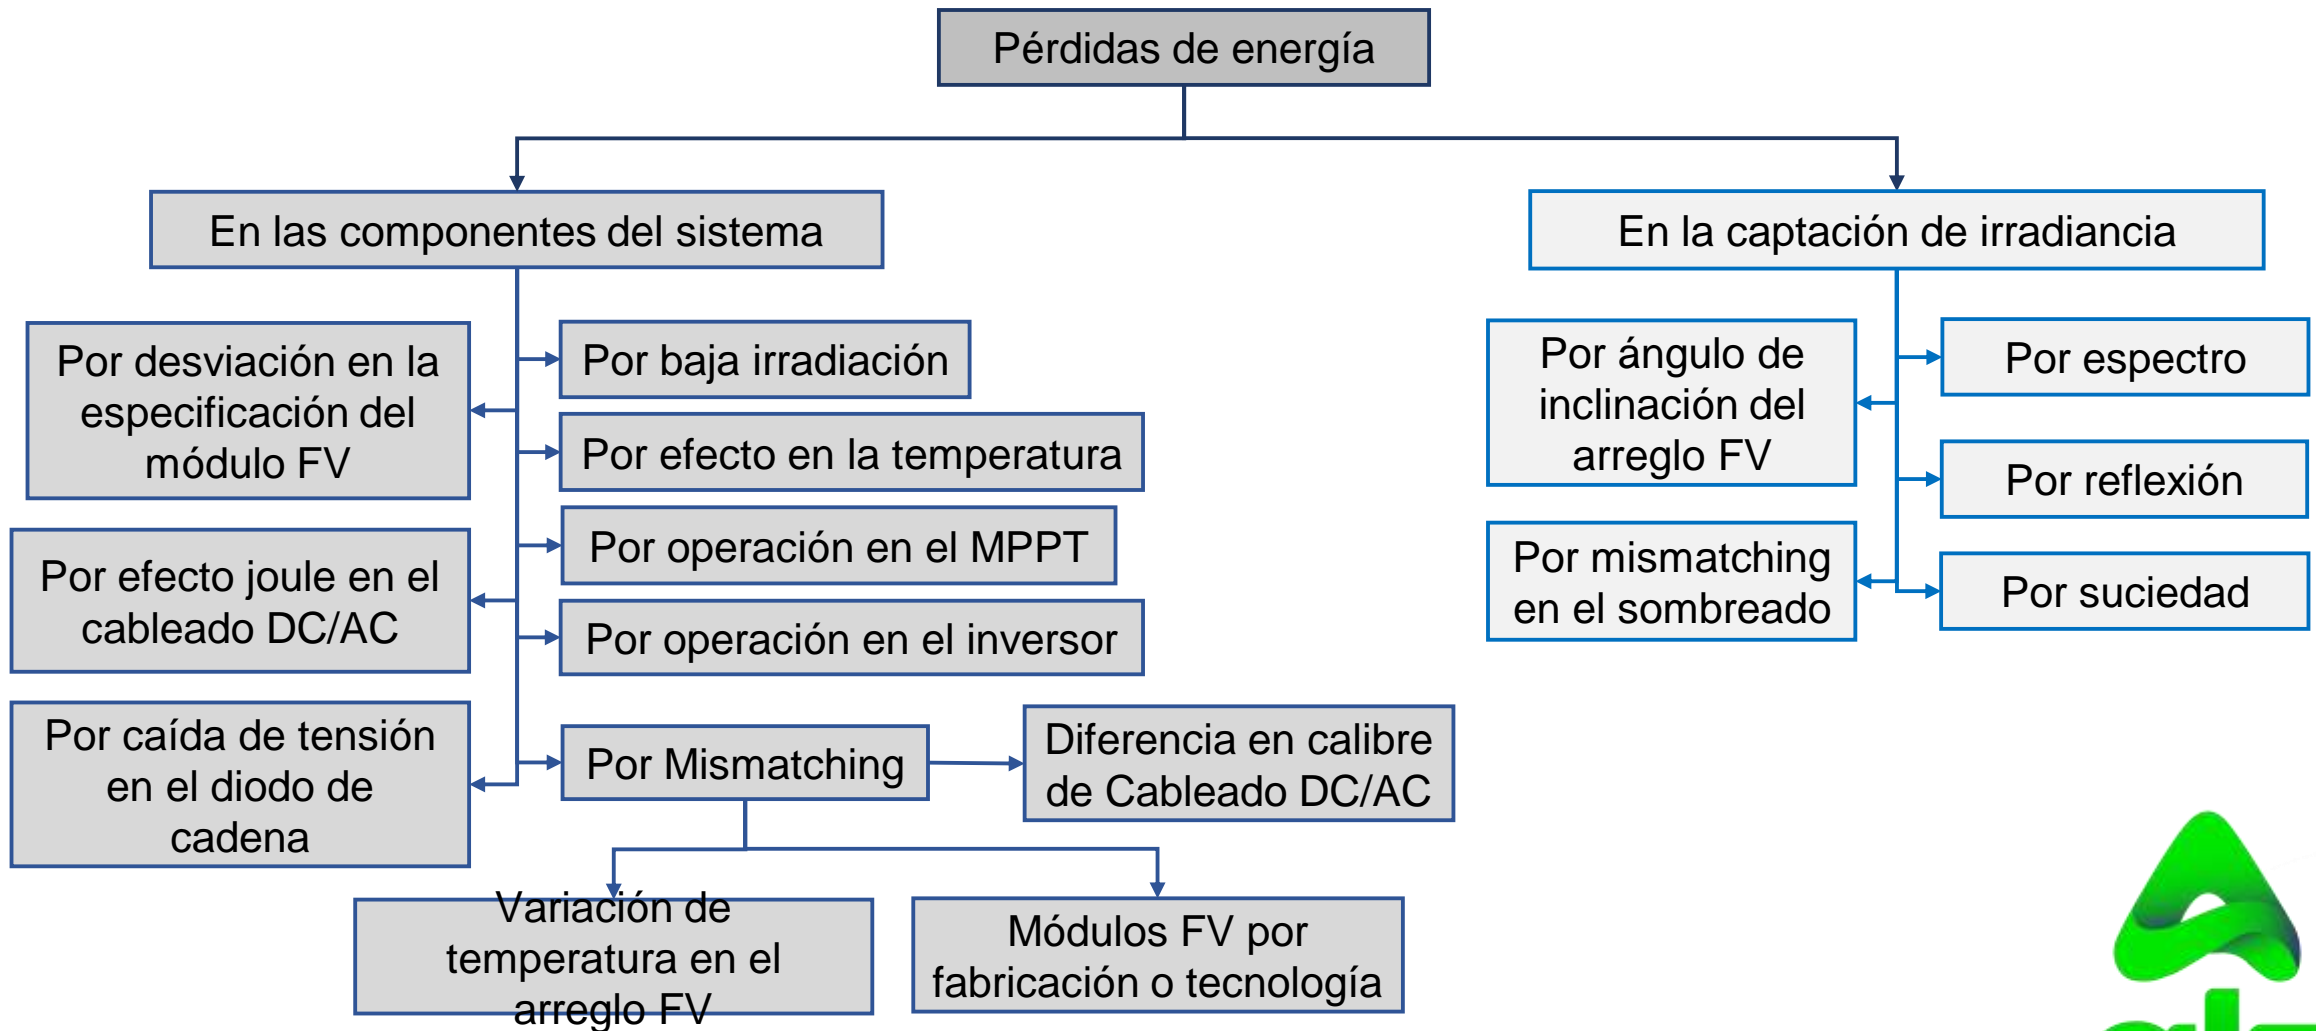 Pérdidas de energía
En las componentes del sistema
En la captación de irradiancia
Por desviación en la
especificación del
módulo FV
Por baja irradiación
Por efecto en la temperatura
Por efecto joule en el
cableado DC/AC
Por operación en el MPPT
Por operación en el inversor
Por caída de tensión
en el diodo de
cadena
Por Mismatching
Diferencia en calibre
de Cableado DC/AC
Variación de
temperatura en el
arreglo FV
Módulos FV por
fabricación o tecnología
Por ángulo de
inclinación del
arreglo FV
Por espectro
Por reflexión
Por mismatching
en el sombreado
Por suciedad